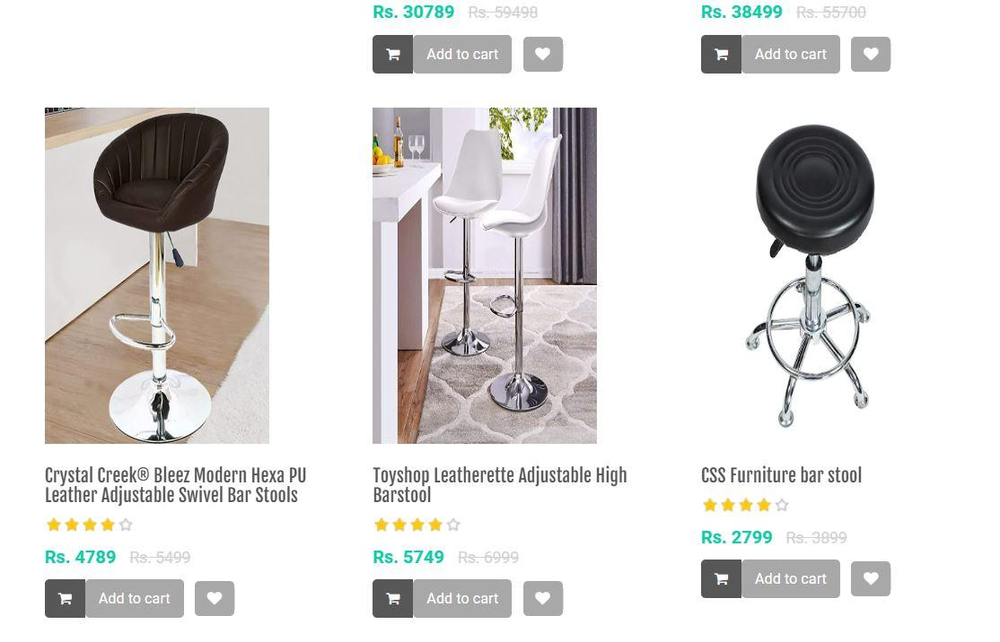 Rs. 30789 Rs. 59498
Rs. 38499 Rs. 55700
Add to cart
Add to cart
Crystal Creek® Bleez Modern Hexa PU
Leather Adjustable Swivel Bar Stools
Rs. 4789 Rs. 5499
Add to cart
Toyshop Leatherette Adjustable High
Barstool
Rs. 5749 Rs. 6999
Add to cart
CSS Furniture bar stool
Rs. 2799 Rs. 3899
Add to cart